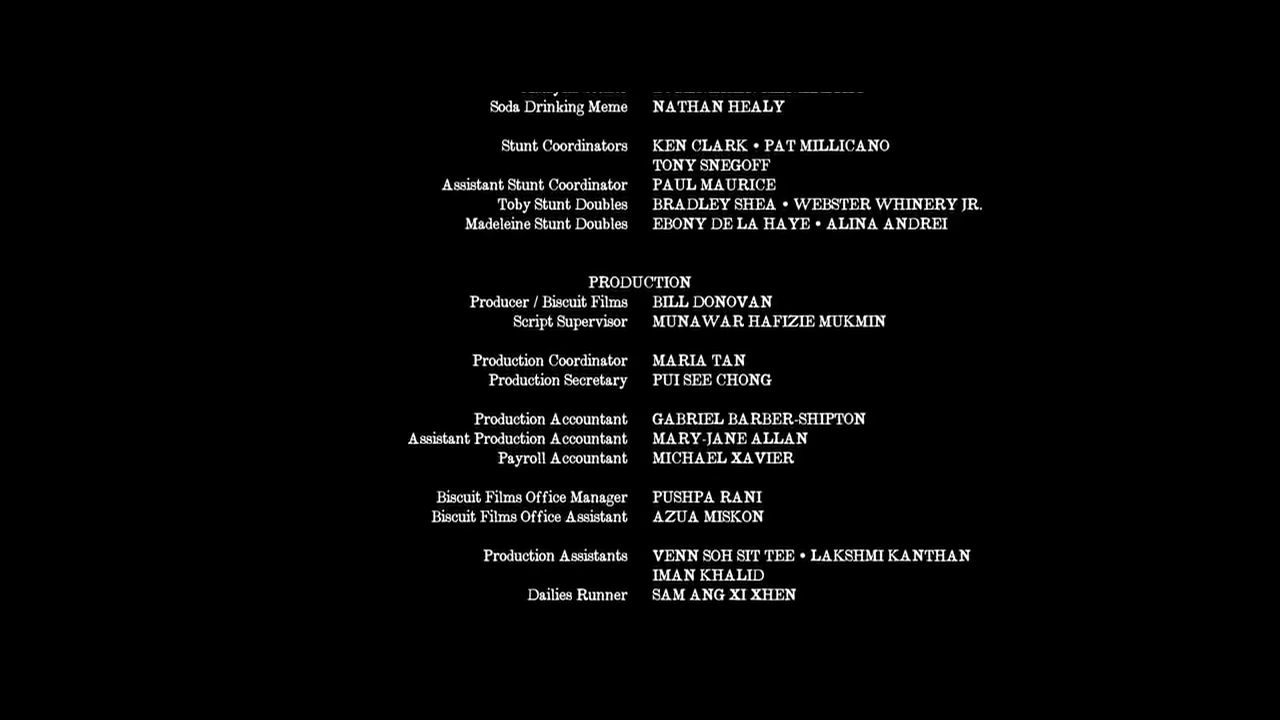 Soda Drinking Meme NATHAN HEALY
Stunt Coordinators KEN CLARK • PAT MILLICANO
TONY SNEGOFF
Assistant Stunt Coordinator PAUL MAURICE
Toby Stunt Doubles BRADLEY SHEA • WEBSTER WHINERY JR.
Madeleine Stunt Doubles EBONY DE LA HAYE • ALINA ANDREI
PRODUCTION
Producer / Biscuit Films BILL DONOVAN
Script Supervisor MUNAWAR HAFIZIE MUKMIN
Production Coordinator MARIA TAN
Production Secretary PUI SEE CHONG
Production Accountant GABRIEL BARBER-SHIPTON
Assistant Production Accountant MARY-JANE ALLAN
Payroll Accountant MICHAEL XAVIER
Biscuit Films Office Manager PUSHPA RANI
Biscuit Films Office Assistant AZUA MISKON
Production Assistants VENN SOH SIT TEE • LAKSHMI KANTHAN
IMAN KHALID
Dailies Runner SAM ANG XI XHEN